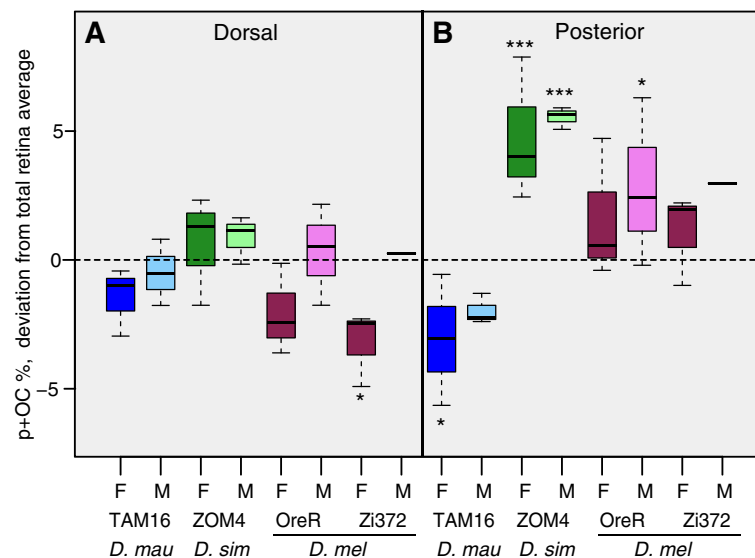 A Dorsal
B Posterior
*** *** *
5
0
-5
* *
p+OC %, deviation from total retina average
F M F M F M F M F M F M F M F M
TAM16 ZOM4 OreR Zi372 TAM16 ZOM4 OreR Zi372
D. mau D. sim D. mel D. mau D. sim D. mel